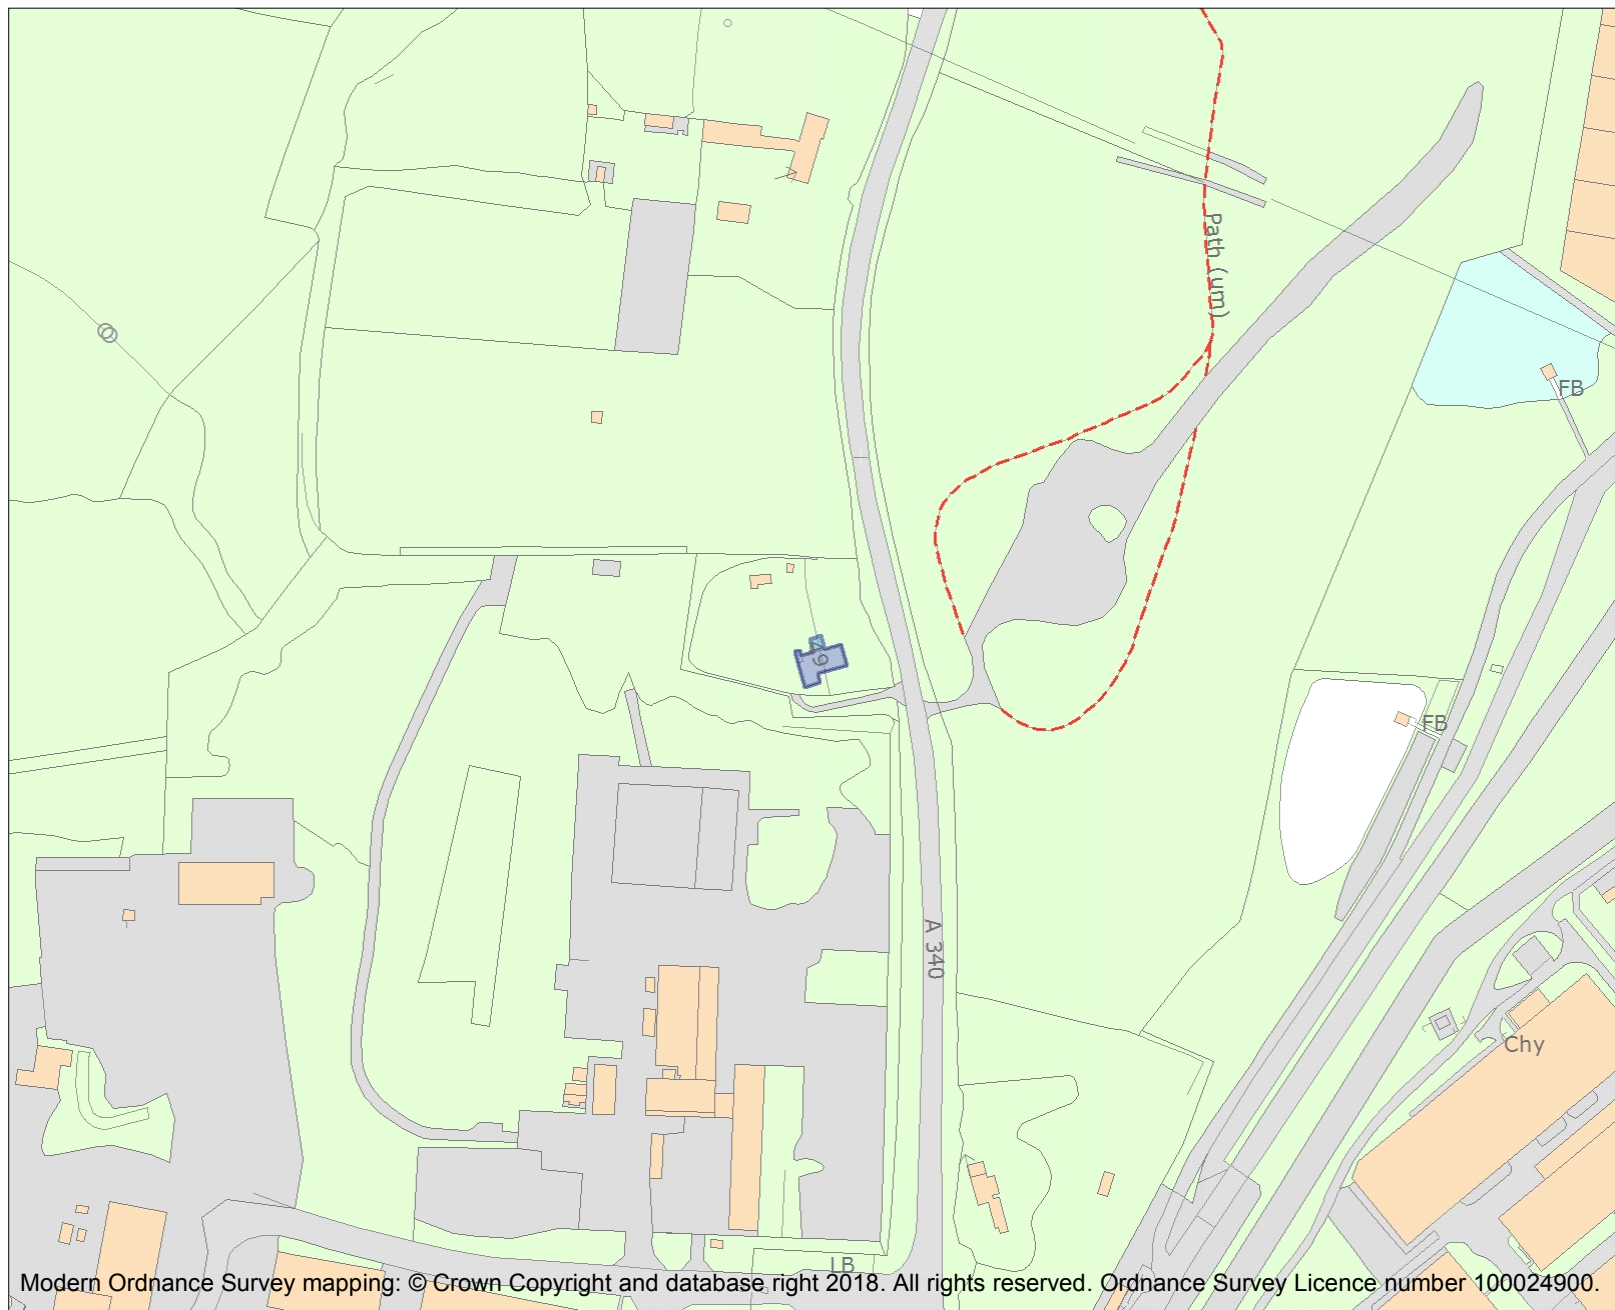 Path (um)
FB
49
FB
A 340
Chy
LB
Modern Ordnance Survey mapping: © Crown Copyright and database right 2018. All rights reserved. Ordnance Survey Licence number 100024900.